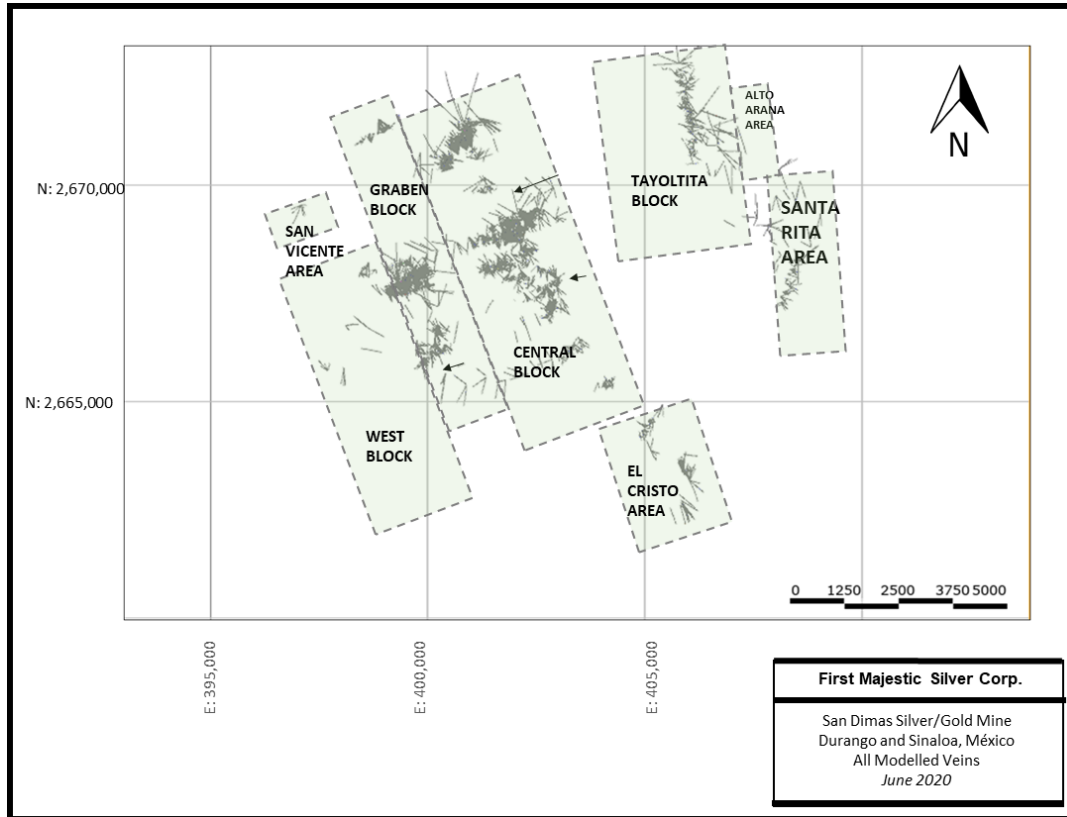 ALTO
ARANA
AREA
N: 2,670,000
GRABEN
BLOCK
TAYOLTITA
BLOCK
SANTA
RITA
AREA
SAN
VICENTE
AREA
N
CENTRAL
BLOCK
N: 2,665,000
WEST
BLOCK
EL
CRISTO
AREA
0 1250 2500 3750 5000
E: 395,000
E: 400,000
E: 405,000
First Majestic Silver Corp.
San Dimas Silver/Gold Mine
Durango and Sinaloa, México
All Modelled Veins
June 2020